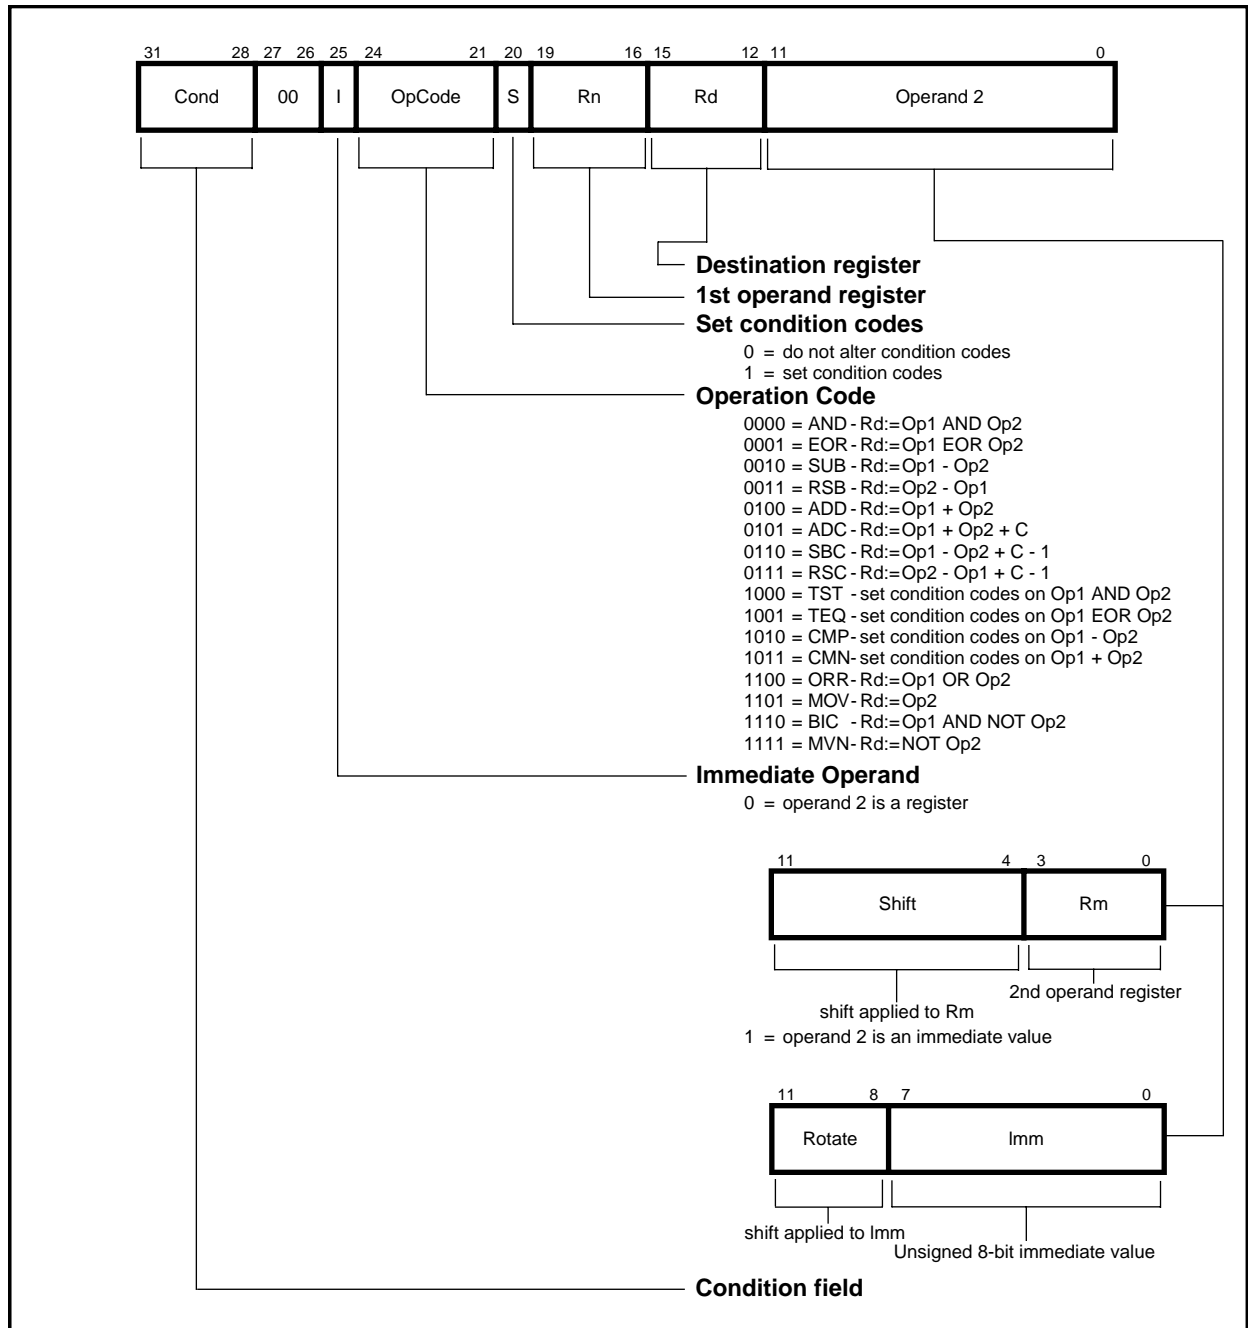 31 28 27 26 25 24 21 20 19 16 15 12 11 0
Cond 00 I OpCode S Rn Rd Operand 2
Destination register
1st operand register
Set condition codes
0 = do not alter condition codes
1 = set condition codes
Operation Code
0000 = AND - Rd:= Op1 AND Op2
0001 = EOR - Rd:= Op1 EOR Op2
0010 = SUB - Rd:= Op1 - Op2
0011 = RSB - Rd:= Op2 - Op1
0100 = ADD - Rd:= Op1 + Op2
0101 = ADC - Rd:= Op1 + Op2 + C
0110 = SBC - Rd:= Op1 - Op2 + C - 1
0111 = RSC - Rd:= Op2 - Op1 + C - 1
1000 = TST - set condition codes on Op1 AND Op2
1001 = TEQ - set condition codes on Op1 EOR Op2
1010 = CMP - set condition codes on Op1 - Op2
1011 = CMN - set condition codes on Op1 + Op2
1100 = ORR - Rd:= Op1 OR Op2
1101 = MOV - Rd:= Op2
1110 = BIC - Rd:= Op1 AND NOT Op2
1111 = MVN - Rd:= NOT Op2
Immediate Operand
0 = operand 2 is a register
11 4 3 0
Shift Rm
2nd operand register
shift applied to Rm
1 = operand 2 is an immediate value
11 8 7 0
Rotate Imm
shift applied to Imm
Unsigned 8-bit immediate value
Condition field